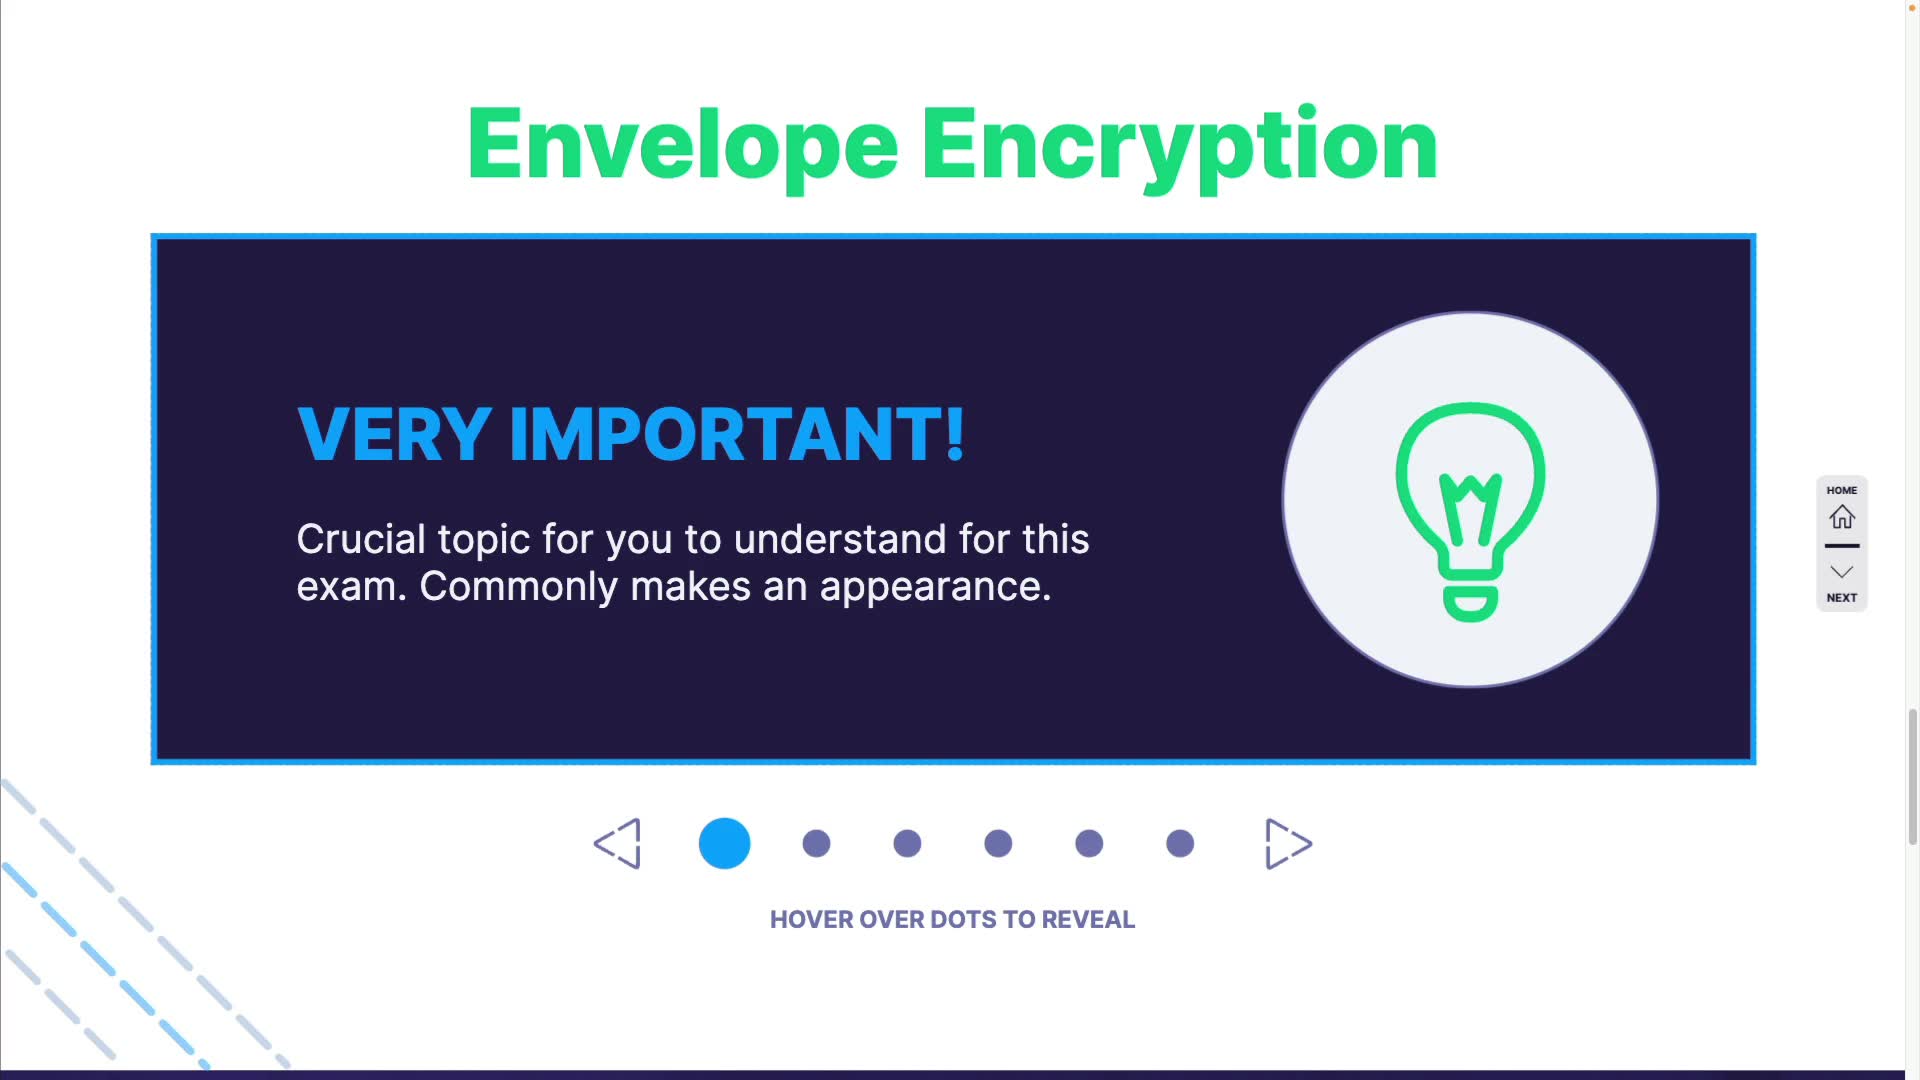 Envelope Encryption
VERY IMPORTANT!
Crucial topic for you to understand for this
exam. Commonly makes an appearance.
HOME
NEXT
HOVER OVER DOTS TO REVEAL